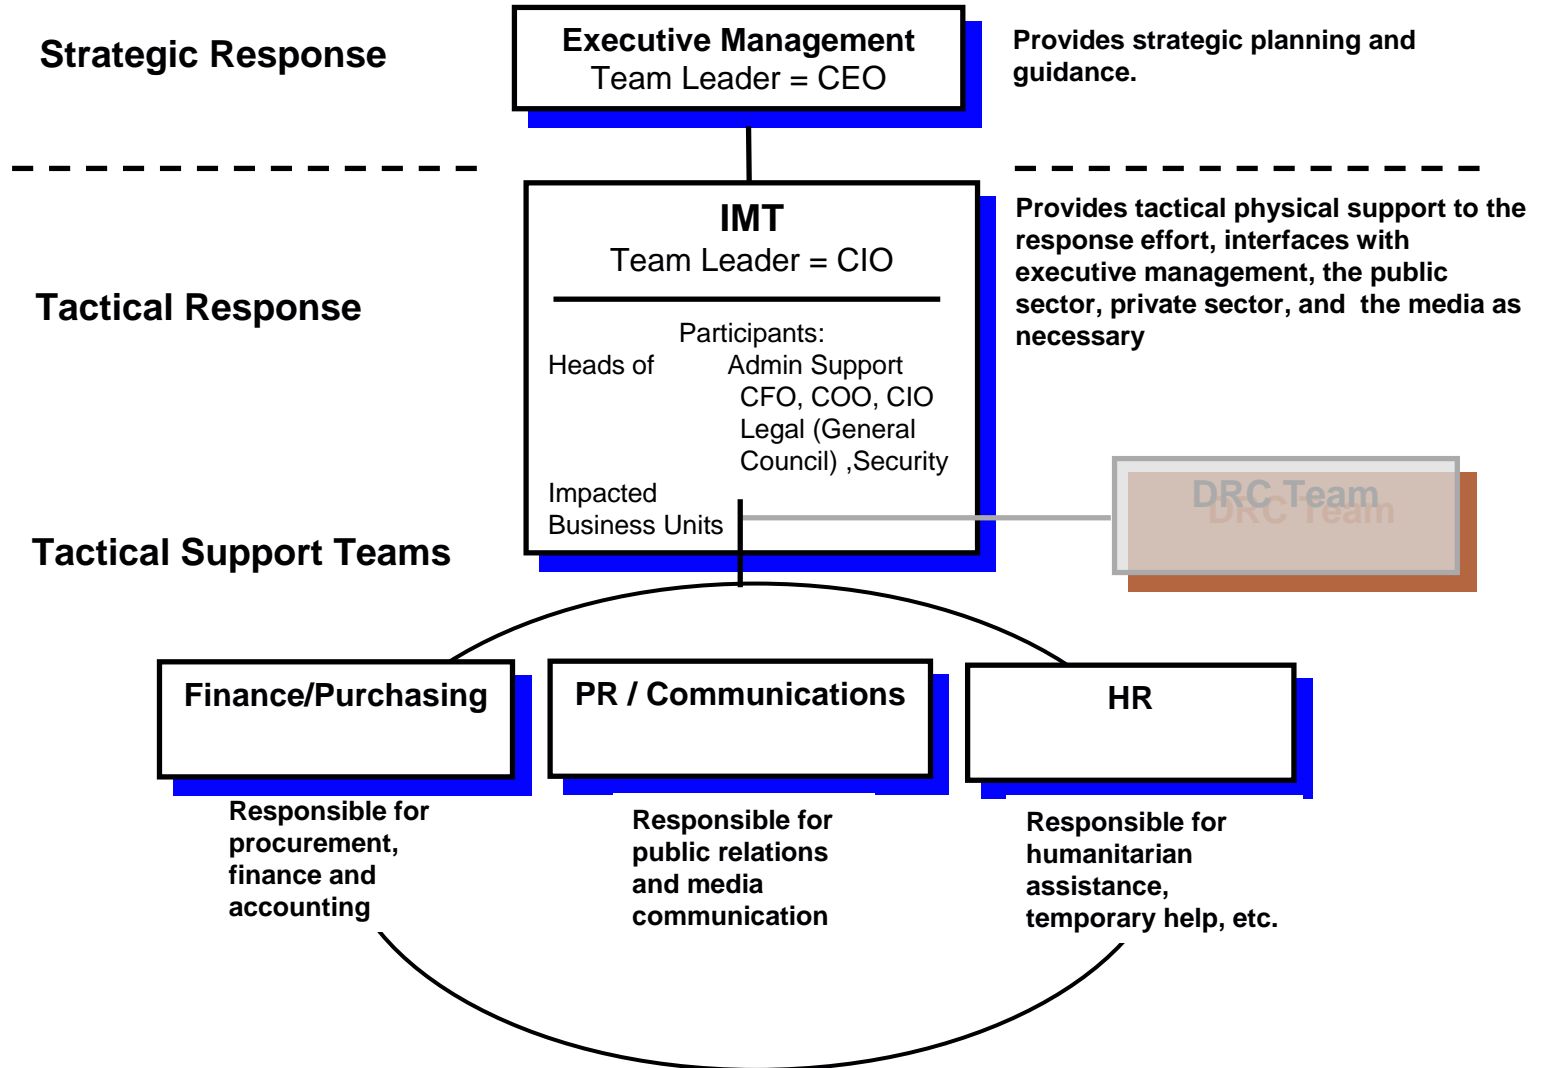 Strategic Response
Executive Management
Team Leader = CEO
Provides strategic planning and
guidance.
IMT
Team Leader = CIO
Provides tactical physical support to the
response effort, interfaces with
executive management, the public
sector, private sector, and the media as
necessary
Tactical Response
Participants:
Heads of Admin Support
CFO, COO, CIO
Legal (General
Council) ,Security
Impacted
Business Units
DRC Team
DRC Team
Tactical Support Teams
Finance/Purchasing
PR / Communications
HR
Responsible for
procurement,
finance and
accounting
Responsible for
public relations
and media
communication
Responsible for
humanitarian
assistance,
temporary help, etc.